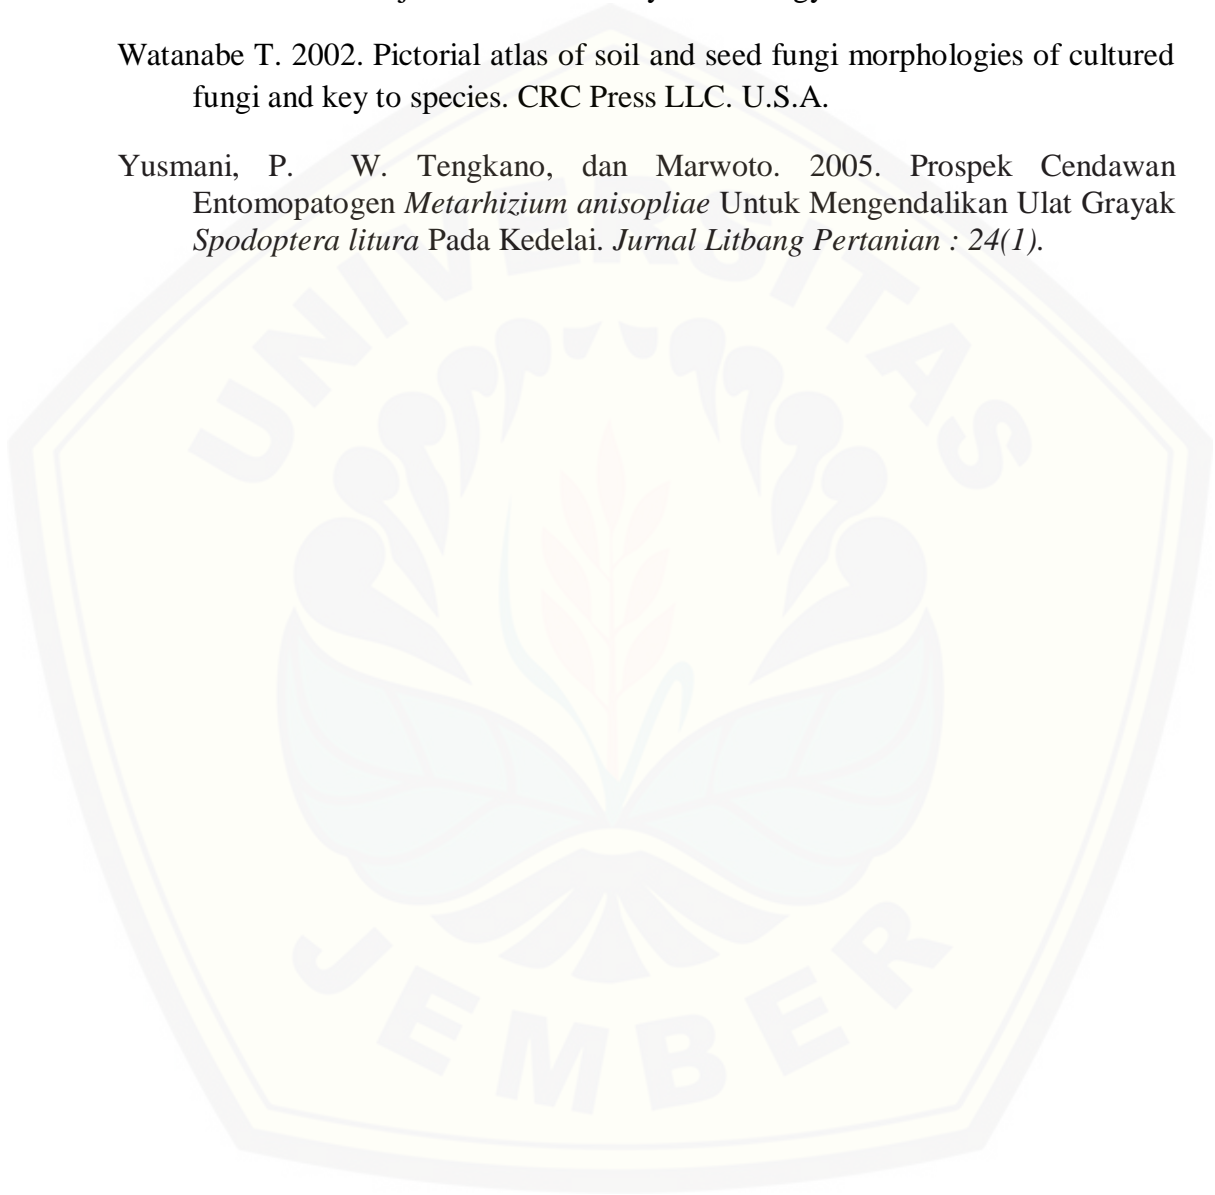 Watanabe T. 2002. Pictorial atlas of soil and seed fungi morphologies of cultured
fungi and key to species. CRC Press LLC. U.S.A.
Yusmani, P. W. Tengkano, dan Marwoto. 2005. Prospek Cendawan
Entomopatogen Metarhizium anisopliae Untuk Mengendalikan Ulat Grayak
Spodoptera litura Pada Kedelai. Jurnal Litbang Pertanian : 24(1).
UNIVERSITAS
JEMBER